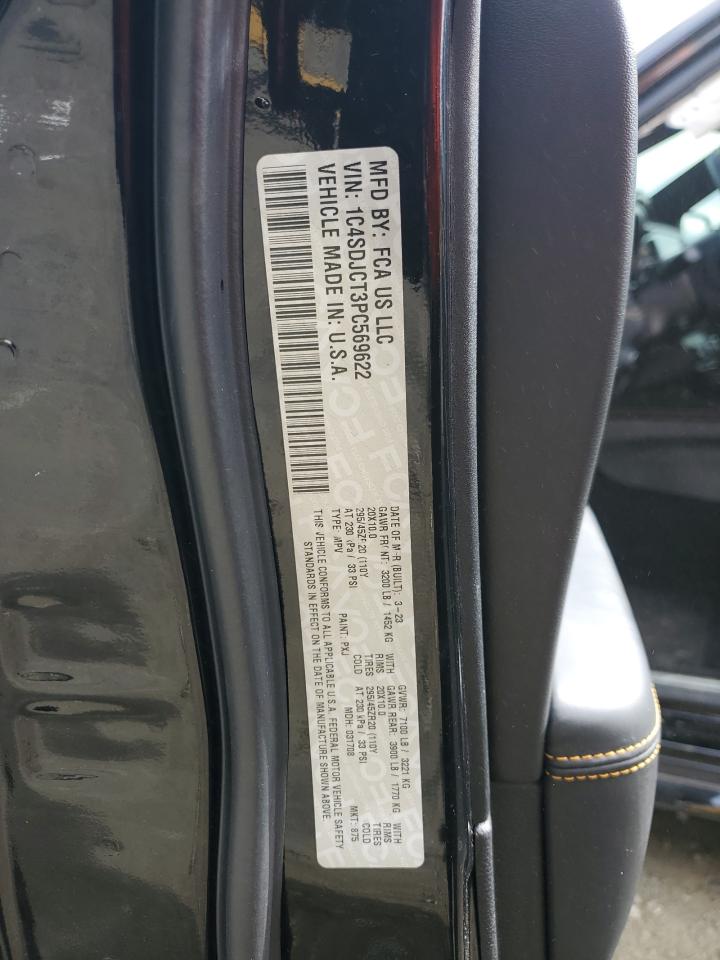 MFD BY: FCA US LLC
VIN: 1C4SDJCT3PC569622
VEHICLE MADE IN: U.S.A.
DATE OF M-R (BUILT): 3-23 GVWR: 7100 LB / 3221 KG
GAWR FR NT: 3200 LB / 1452 KG WITH GAWR REAR: 3900 LB / 1770 KG WITH
20X10.0 RIMS 20X10.0 RIMS
295/45ZR20 (110Y TIRES 295/45ZR20 (110Y TIRES
AT 230 kPa / 33 PSI COLD AT 230 kPa / 33 PSI COLD
TYPE: MPV PAINT: PXJ MDH: 031708 MKT: 875
THIS VEHICLE CONFORMS TO ALL APPLICABLE U.S.A. FEDERAL MOTOR VEHICLE SAFETY
STANDARDS IN EFFECT ON THE DATE OF MANUFACTURE SHOWN ABOVE.